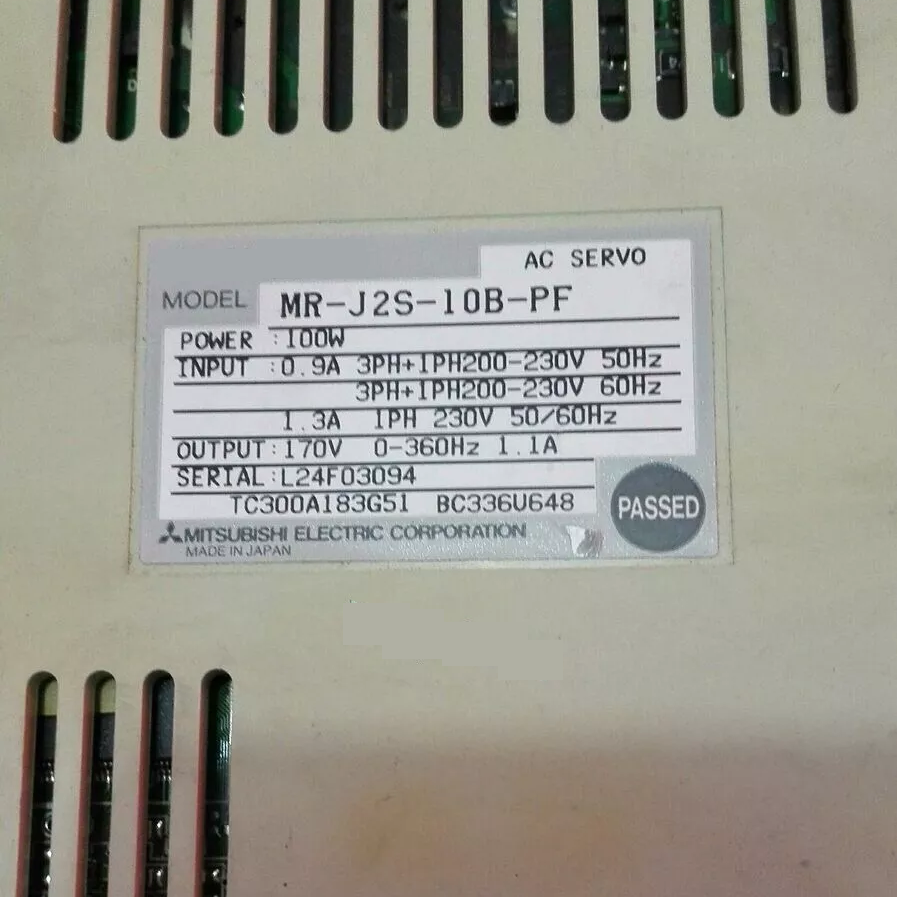 AC SERVO
MODEL MR-J2S-10B-PF
POWER :100W
INPUT :0.9A 3PH+1PH200-230V 50Hz
3PH+1PH200-230V 60Hz
1.3A 1PH 230V 50/60Hz
OUTPUT:170V 0-360Hz 1.1A
SERIAL:L24F03094
TC300A183G51 BC336U648
PASSED
MITSUBISHI ELECTRIC CORPORATION
MADE IN JAPAN